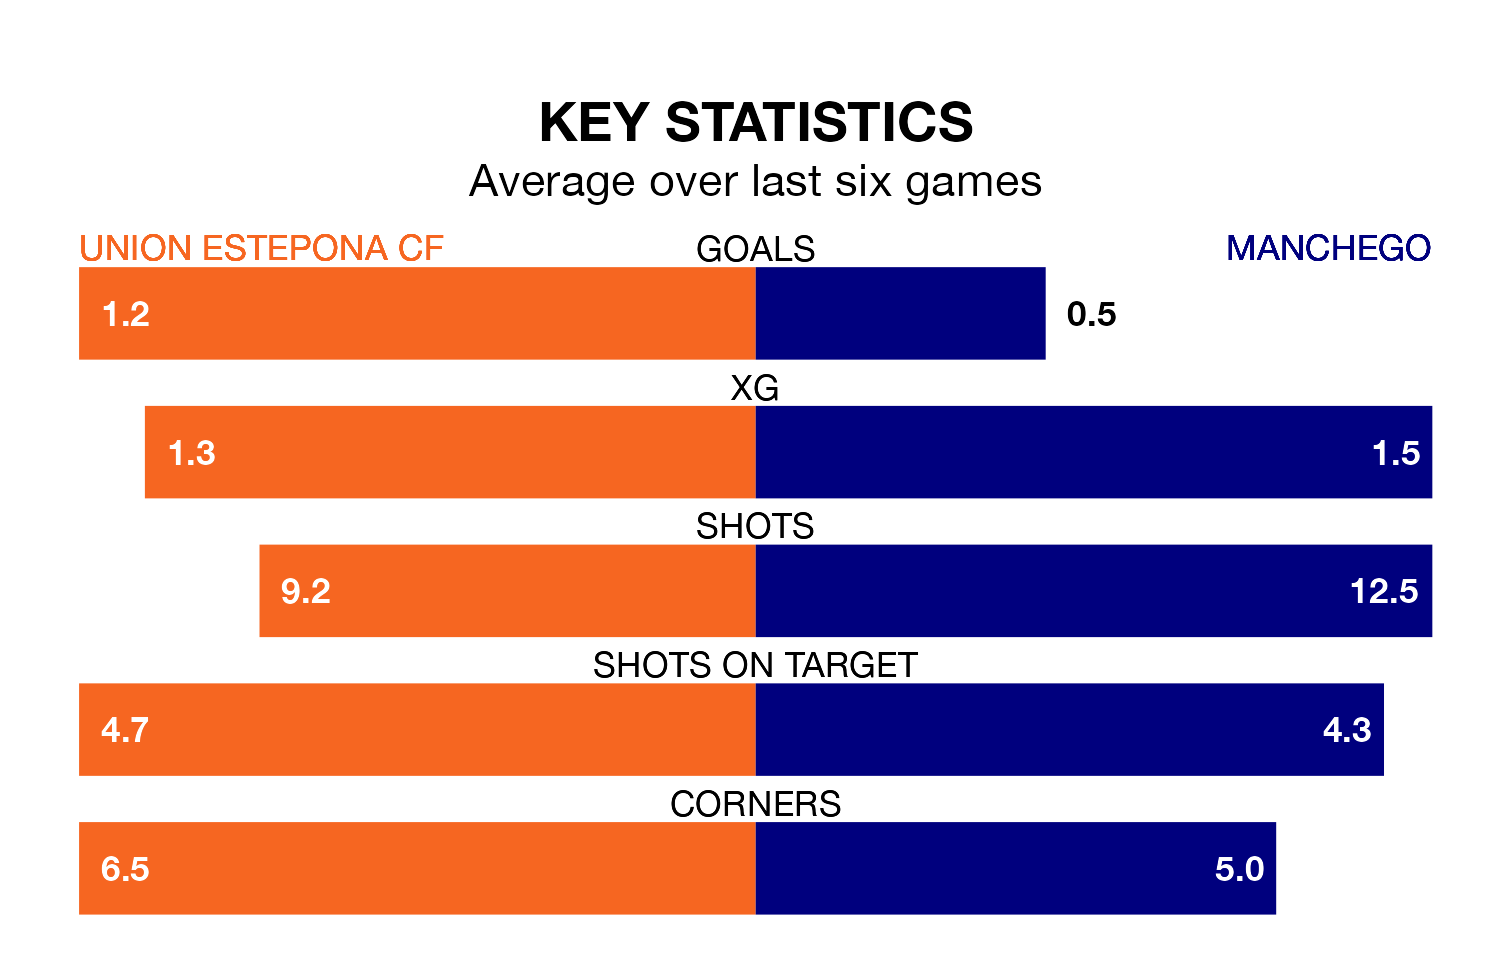 KEY STATISTICS
Average over last six games
UNION ESTEPONA CF GOALS MANCHEGO
1.2 0.5
XG
1.3 1.5
SHOTS
9.2 12.5
SHOTS ON TARGET
4.7 4.3
CORNERS
6.5 5.0